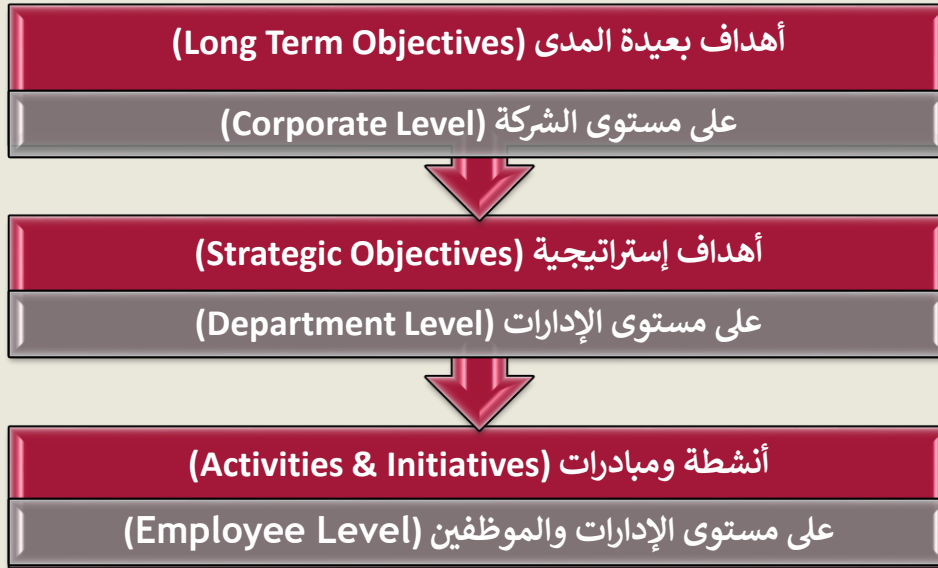 أهداف بعيدة المدى (Long Term Objectives)
على مستوى الشركة (Corporate Level)
أهداف إستراتيجية (Strategic Objectives)
على مستوى الإدارات (Department Level)
أنشطة ومبادرات (Activities & Initiatives)
على مستوى الإدارات والموظفين (Employee Level)